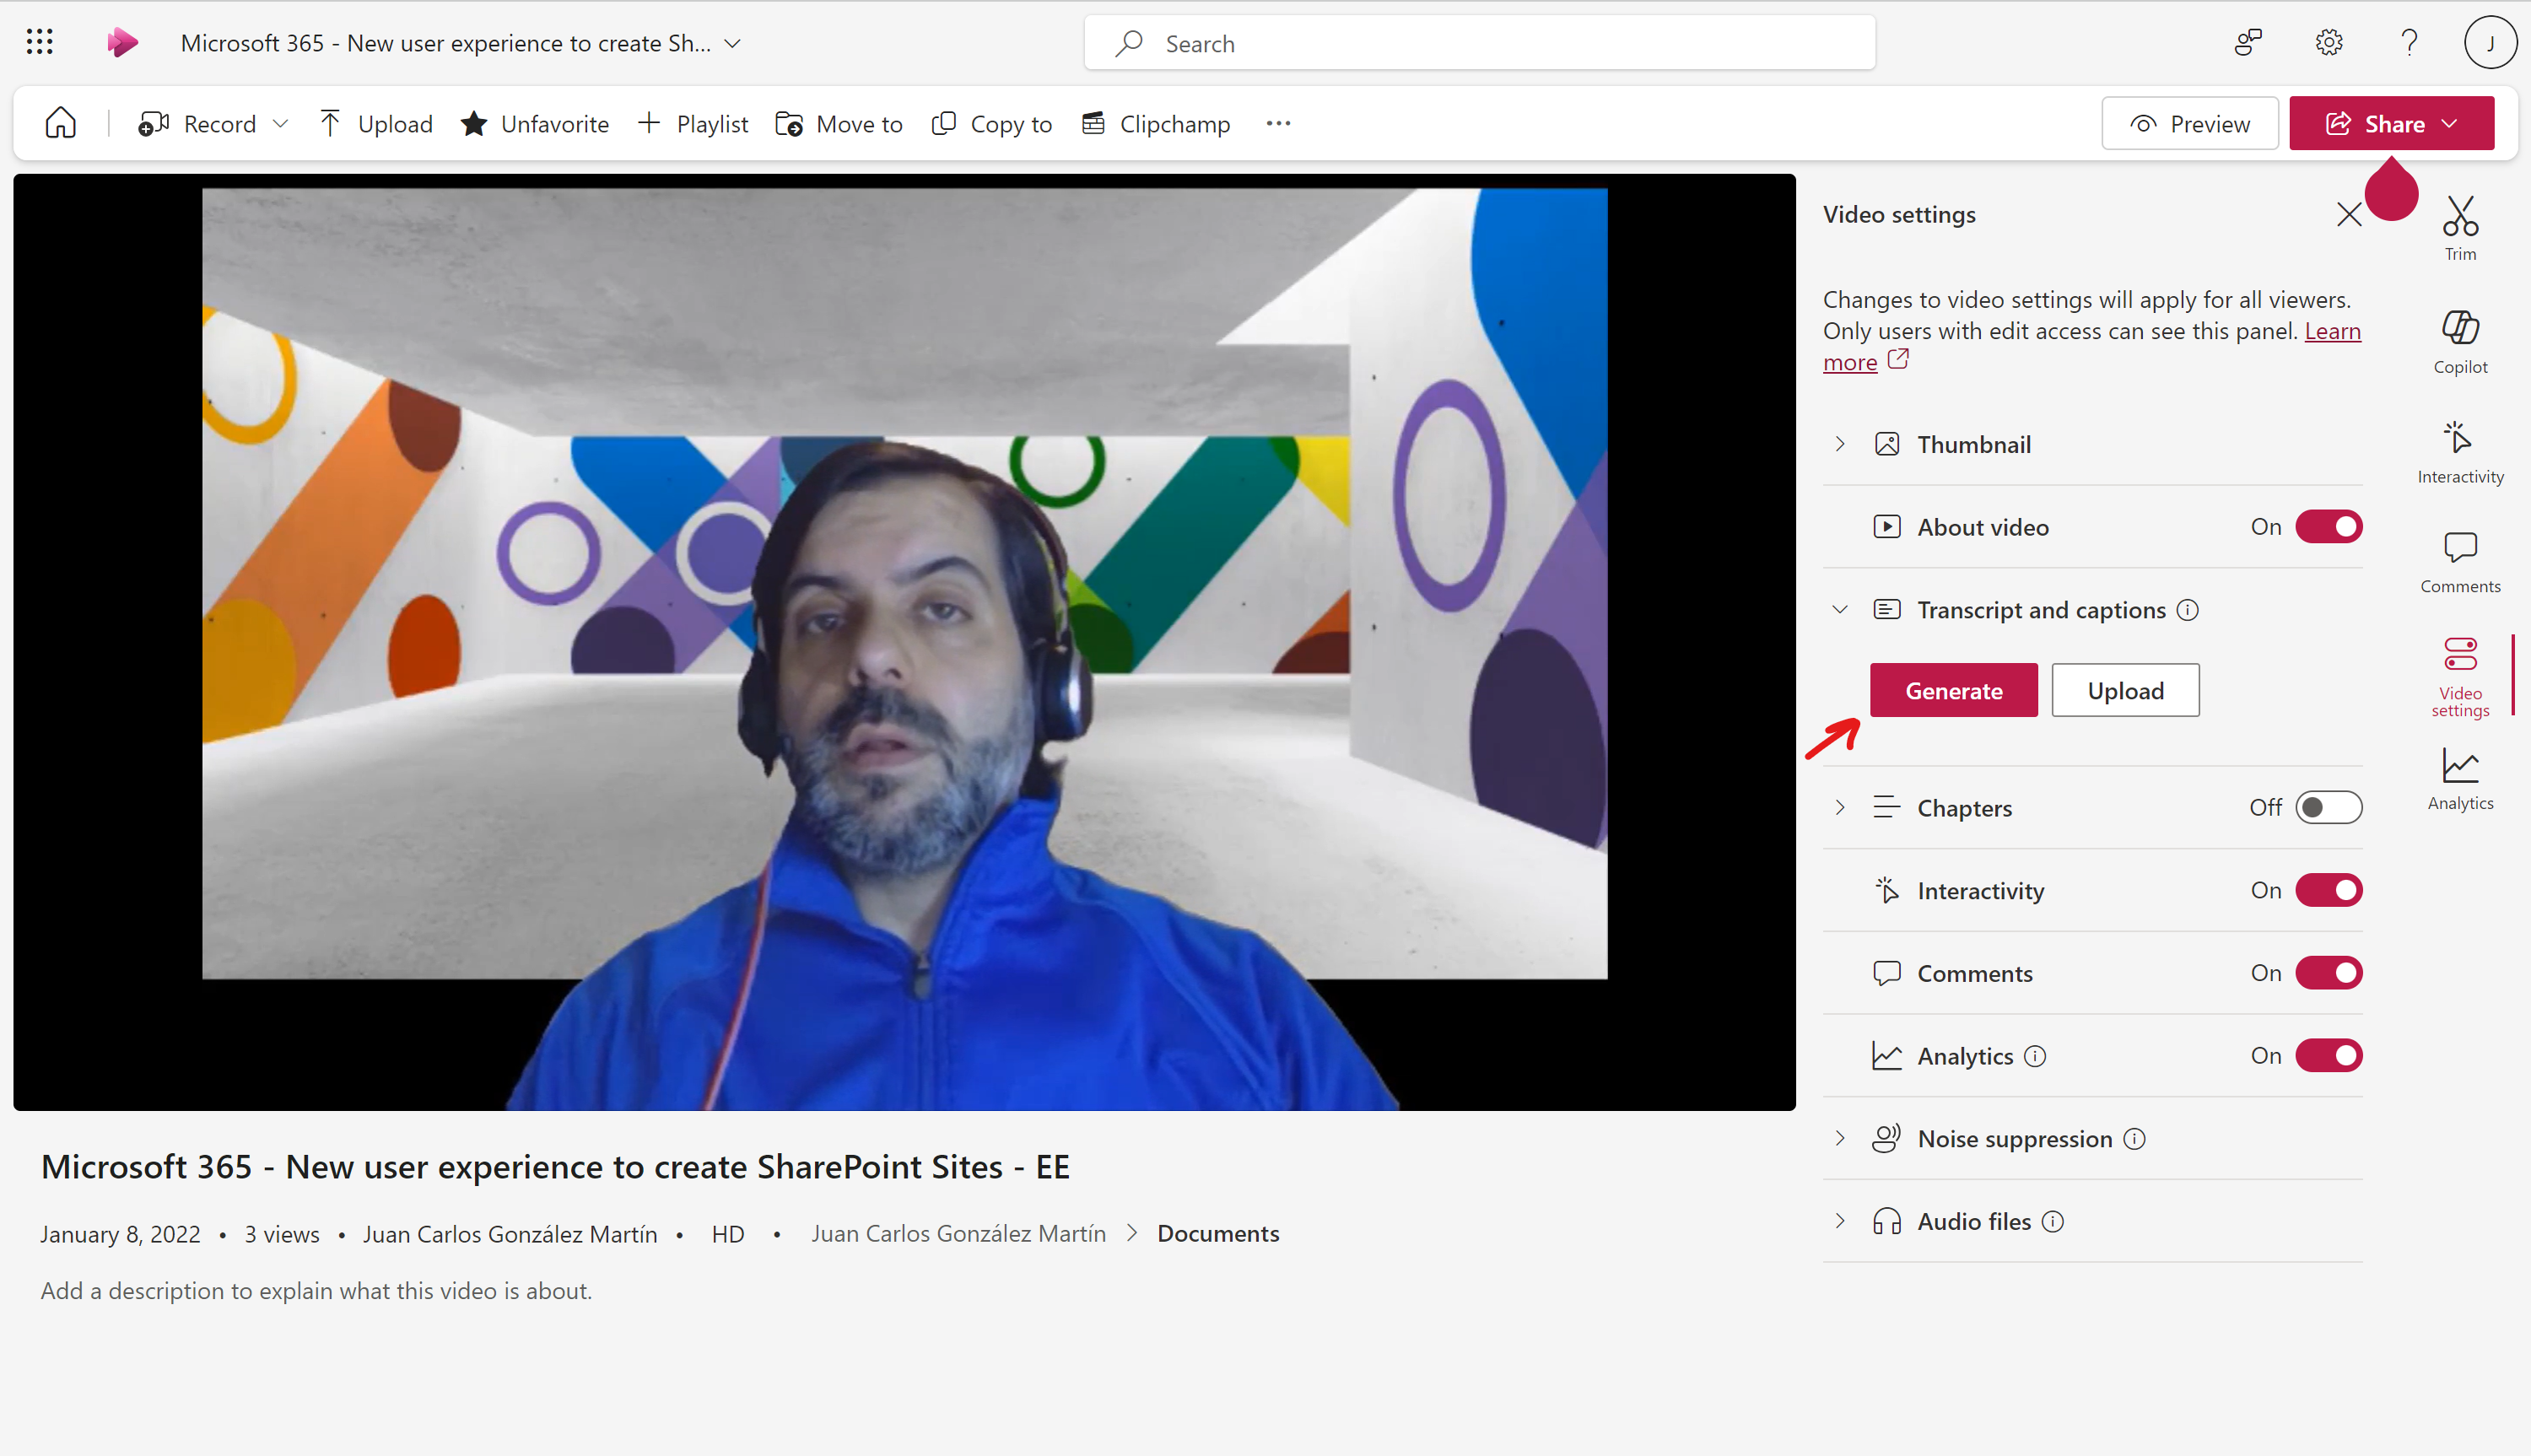 Microsoft 365 - New user experience to create Sh...
Search
J
Record
Upload
Unfavorite
Playlist
Move to
Copy to
Clipchamp
Preview
Share
Video settings
Changes to video settings will apply for all viewers.
Only users with edit access can see this panel. Learn
more
Thumbnail
About video
On
Transcript and captions
Generate
Upload
Chapters
Off
Interactivity
On
Comments
On
Analytics
On
Noise suppression
Audio files
Trim
Copilot
Interactivity
Comments
Video
settings
Analytics
Microsoft 365 - New user experience to create SharePoint Sites - EE
January 8, 2022 • 3 views • Juan Carlos González Martín • HD • Juan Carlos González Martín > Documents
Add a description to explain what this video is about.